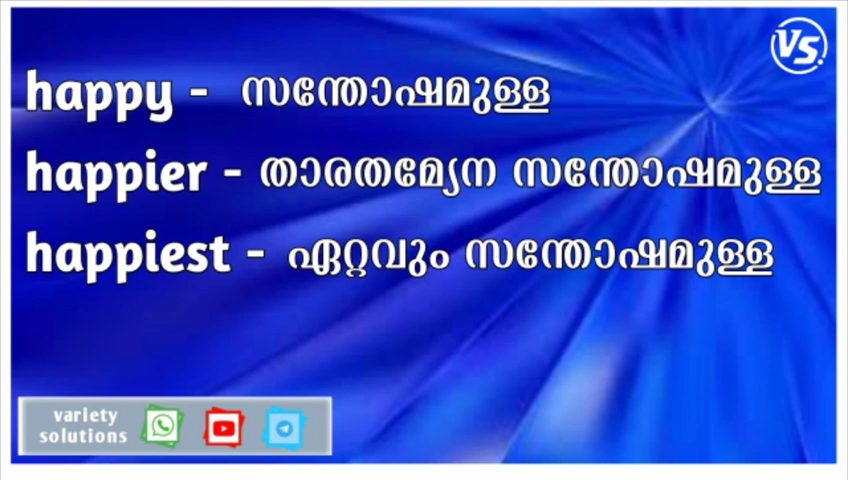 VS.
happy - സന്തോഷമുള്ള
happier - താരതമ്യേന സന്തോഷമുള്ള
happiest - ഏറ്റവും സന്തോഷമുള്ള
variety
solutions